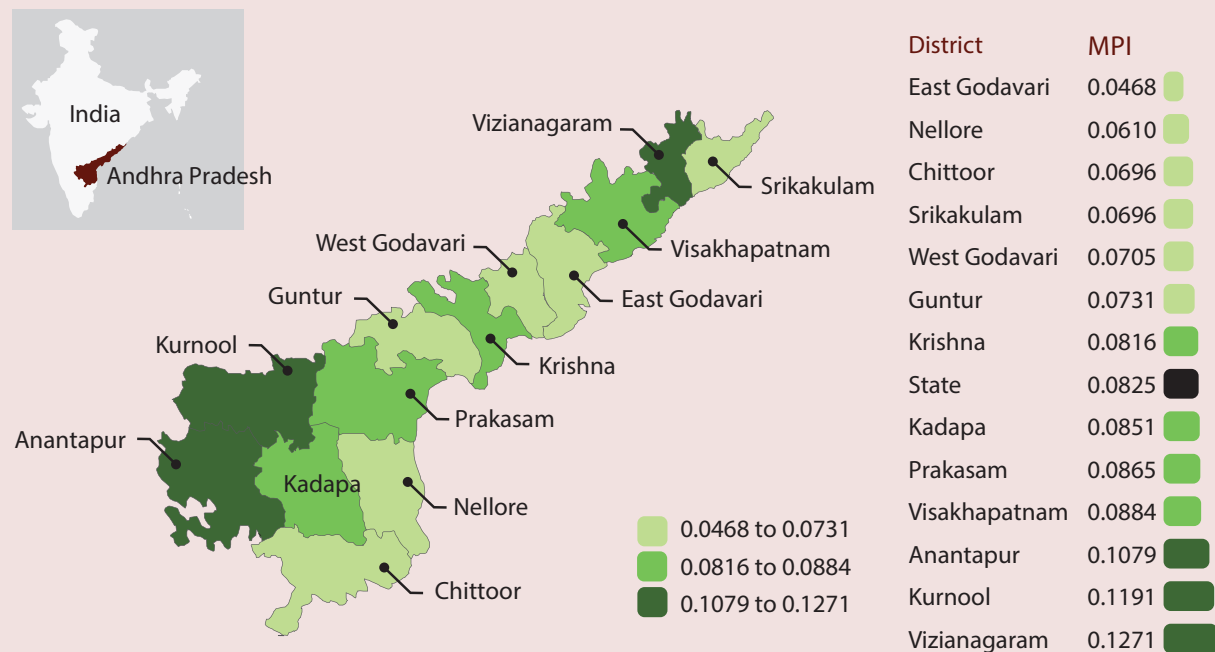 India
Andhra Pradesh
Vizianagaram
Srikakulam
Visakhapatnam
West Godavari
East Godavari
Guntur
Krishna
Kurnool
Prakasam
Anantapur
Kadapa
Nellore
Chittoor
0.0468 to 0.0731
0.0816 to 0.0884
0.1079 to 0.1271
District MPI
East Godavari 0.0468
Nellore 0.0610
Chittoor 0.0696
Srikakulam 0.0696
West Godavari 0.0705
Guntur 0.0731
Krishna 0.0816
State 0.0825
Kadapa 0.0851
Prakasam 0.0865
Visakhapatnam 0.0884
Anantapur 0.1079
Kurnool 0.1191
Vizianagaram 0.1271